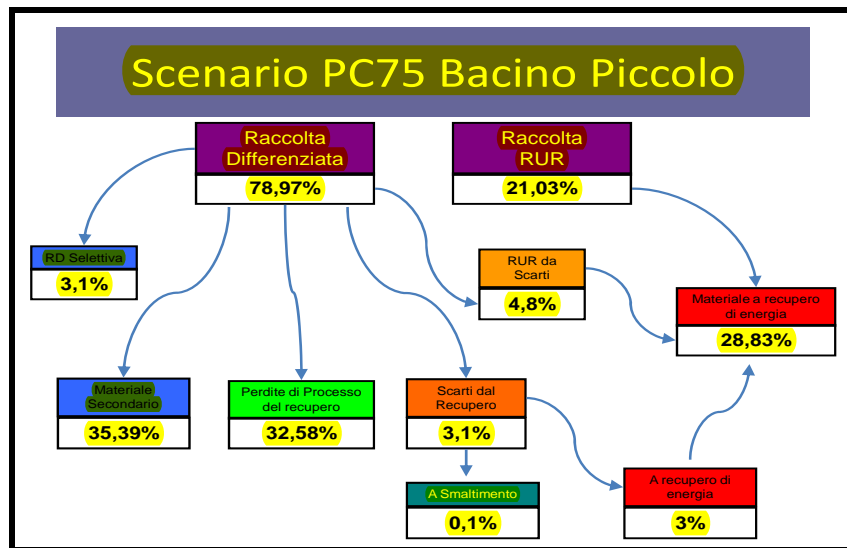 Scenario PC75 Bacino Piccolo
Raccolta
Differenziata
78,97%
Raccolta
RUR
21,03%
RD Selettiva
3,1%
RUR da
Scarti
4,8%
Materiale a recupero
di energia
28,83%
Materiale
Secondario
35,39%
Perdite di Processo
del recupero
32,58%
Scarti dal
Recupero
3,1%
A Smaltimento
0,1%
A recupero di
energia
3%